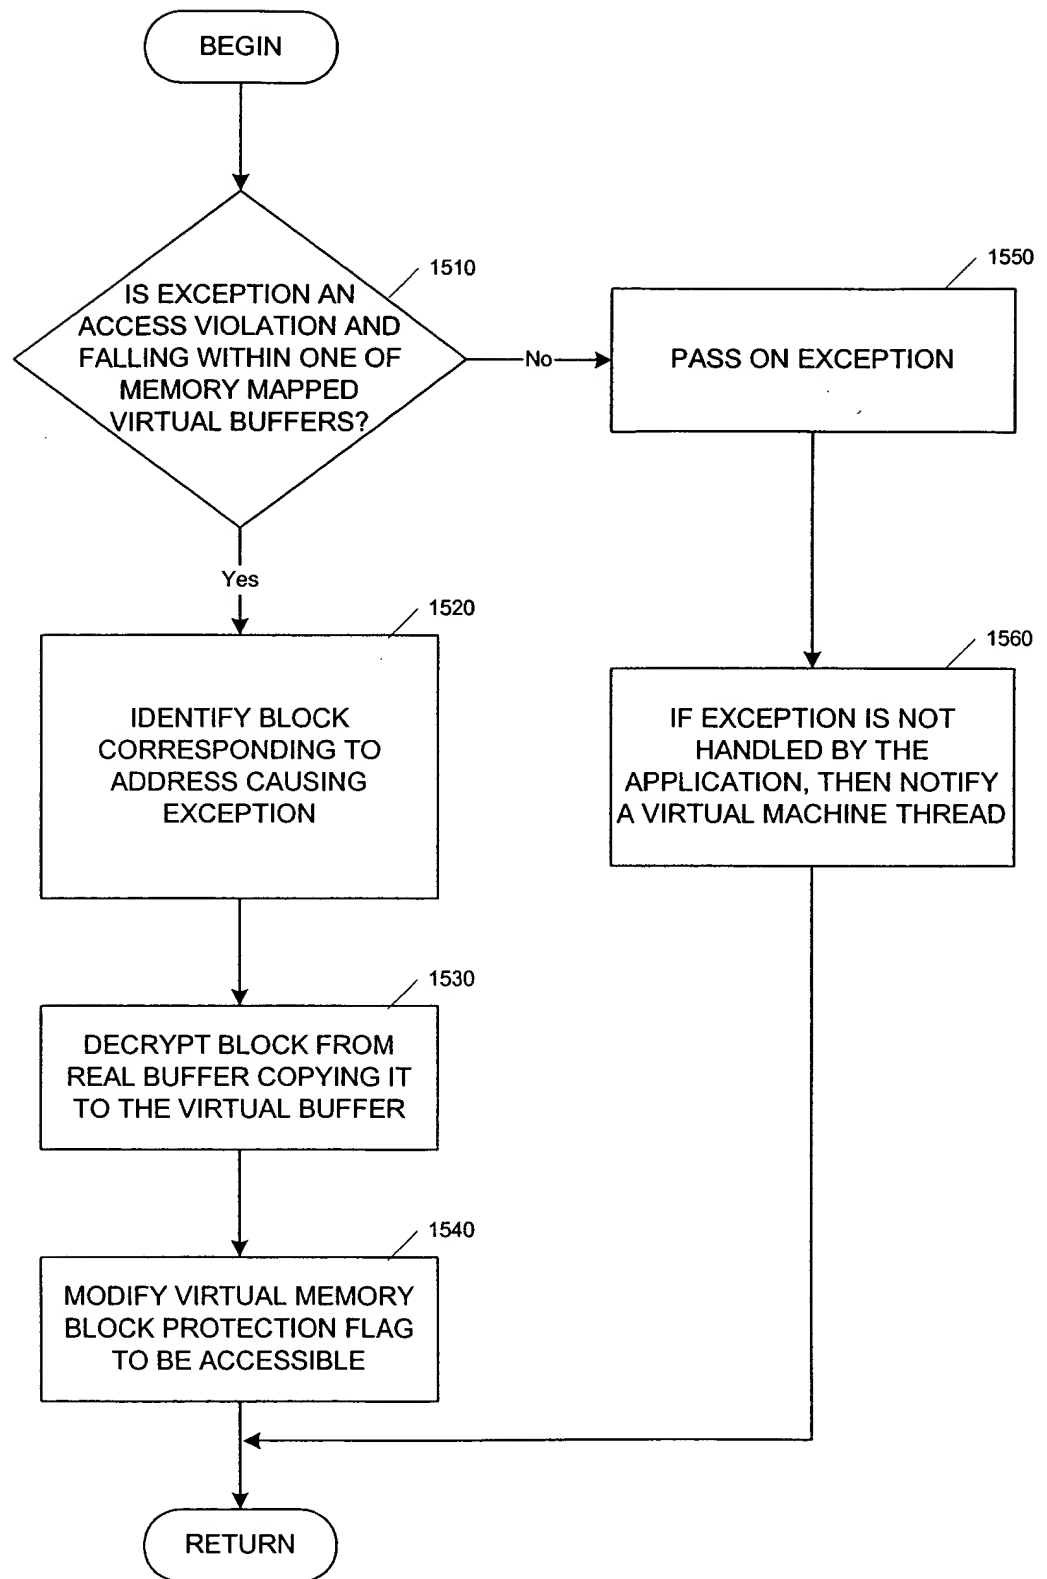 BEGIN
1510
IS EXCEPTION AN
ACCESS VIOLATION AND
FALLING WITHIN ONE OF
MEMORY MAPPED
VIRTUAL BUFFERS?
No
1550
PASS ON EXCEPTION
Yes
1520
IDENTIFY BLOCK
CORRESPONDING TO
ADDRESS CAUSING
EXCEPTION
1560
IF EXCEPTION IS NOT
HANDLED BY THE
APPLICATION, THEN NOTIFY
A VIRTUAL MACHINE THREAD
1530
DECRYPT BLOCK FROM
REAL BUFFER COPYING IT
TO THE VIRTUAL BUFFER
1540
MODIFY VIRTUAL MEMORY
BLOCK PROTECTION FLAG
TO BE ACCESSIBLE
RETURN